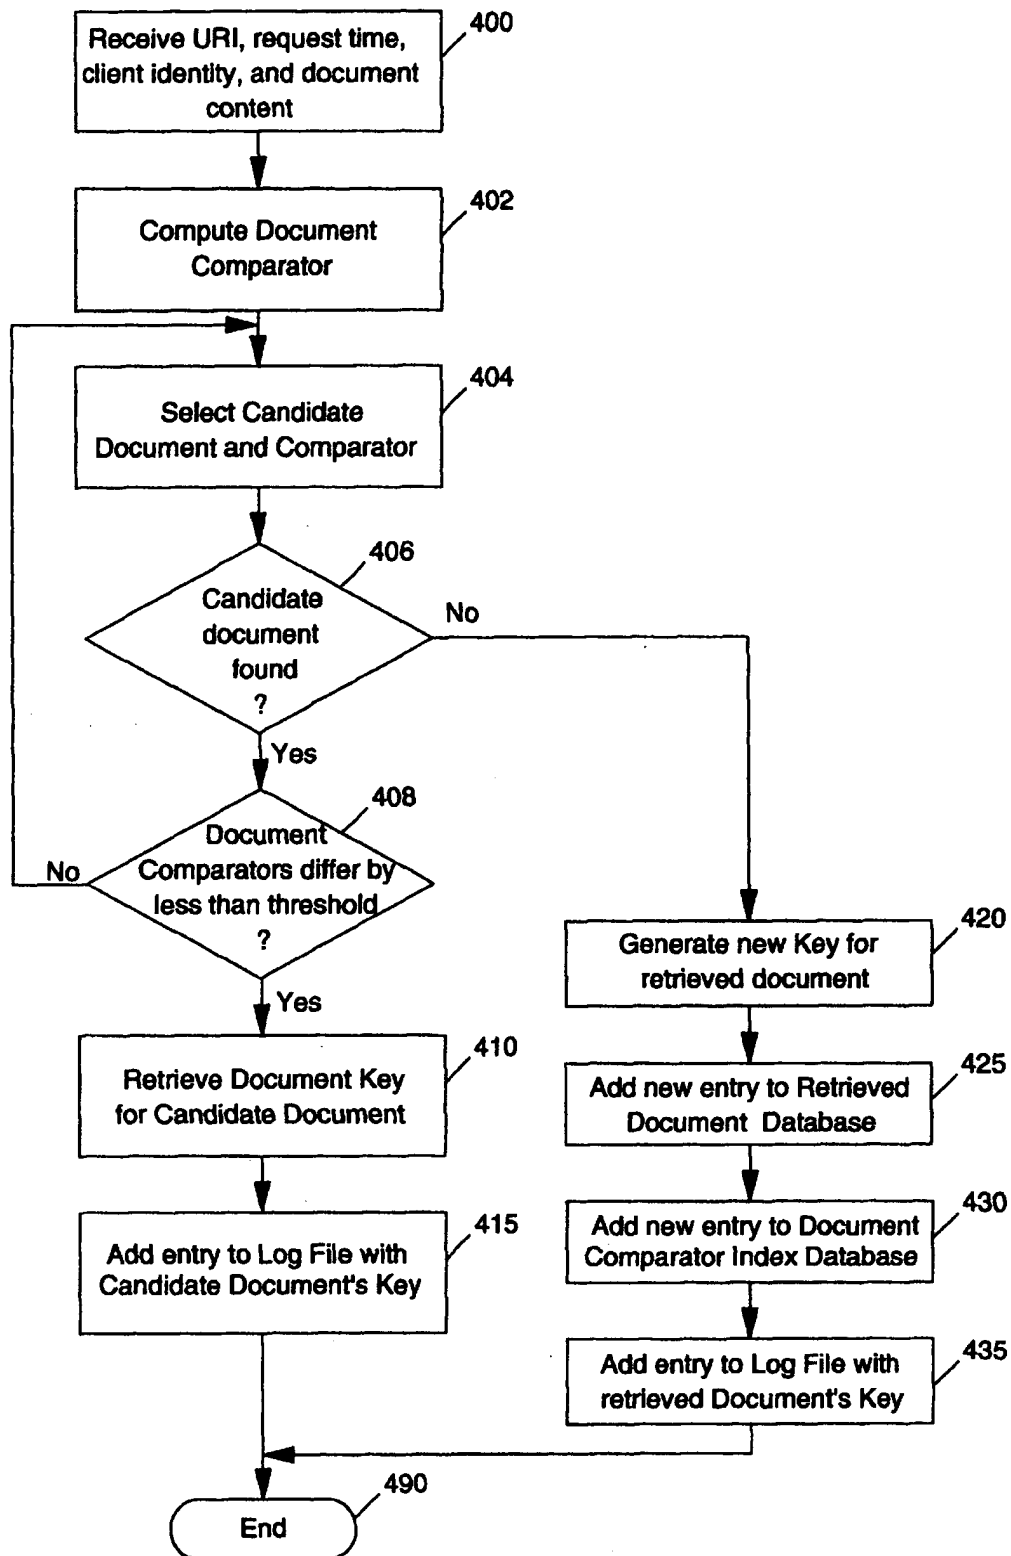 Receive URI, request time,
client identity, and document
content
400
Compute Document
Comparator
402
Select Candidate
Document and Comparator
404
Candidate
document
found
?
406
No
Yes
Document
Comparators differ by
less than threshold
?
408
No
Yes
Retrieve Document Key
for Candidate Document
410
Add entry to Log File with
Candidate Document's Key
415
Generate new Key for
retrieved document
420
Add new entry to Retrieved
Document Database
425
Add new entry to Document
Comparator Index Database
430
Add entry to Log File with
retrieved Document's Key
435
End
490